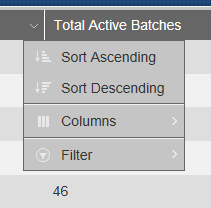 Total Active Batches
Sort Ascending
Sort Descending
Columns
Filter
46